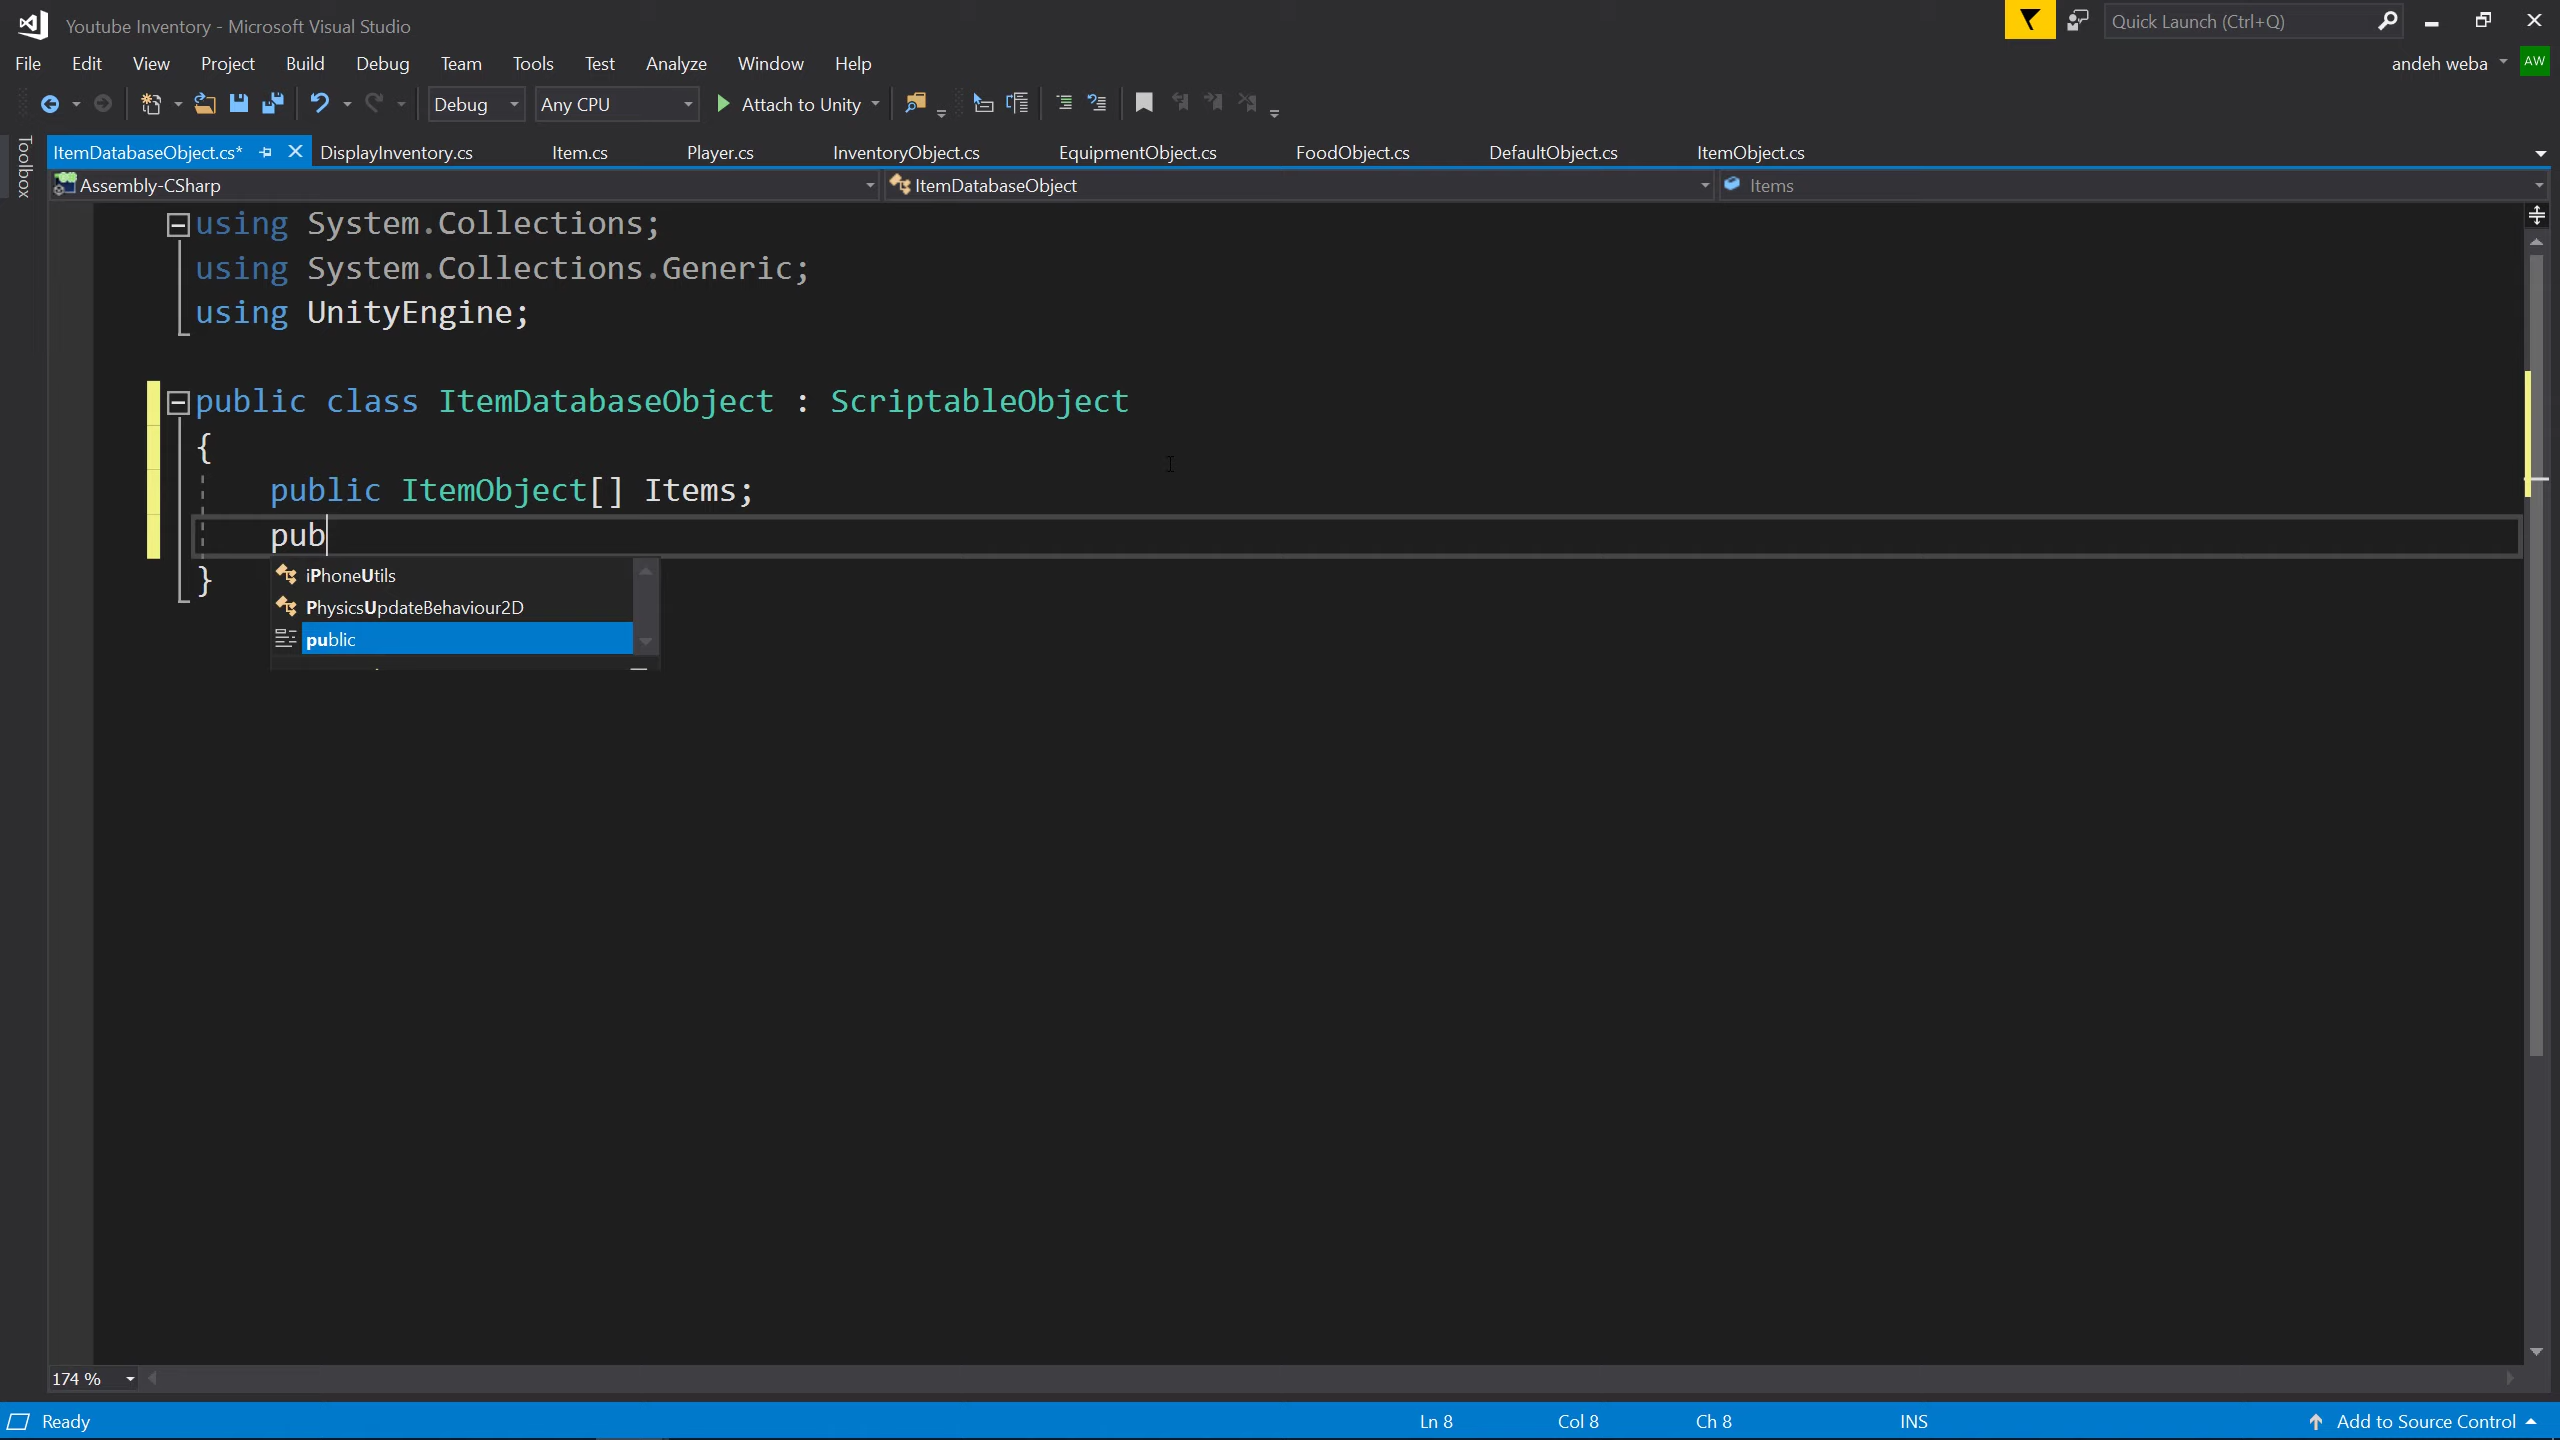 Youtube Inventory - Microsoft Visual Studio
Quick Launch (Ctrl+Q)
File Edit View Project Build Debug Team Tools Test Analyze Window Help
andeh weba AW
Debug Any CPU Attach to Unity
Toolbox
ItemDatabaseObject.cs* DisplayInventory.cs Item.cs Player.cs InventoryObject.cs EquipmentObject.cs FoodObject.cs DefaultObject.cs ItemObject.cs
Assembly-CSharp ItemDatabaseObject Items
using System.Collections;
using System.Collections.Generic;
using UnityEngine;
public class ItemDatabaseObject : ScriptableObject
{
public ItemObject[] Items;
pub
}
iPhoneUtils
PhysicsUpdateBehaviour2D
public
174 %
Ready Ln 8 Col 8 Ch 8 INS Add to Source Control